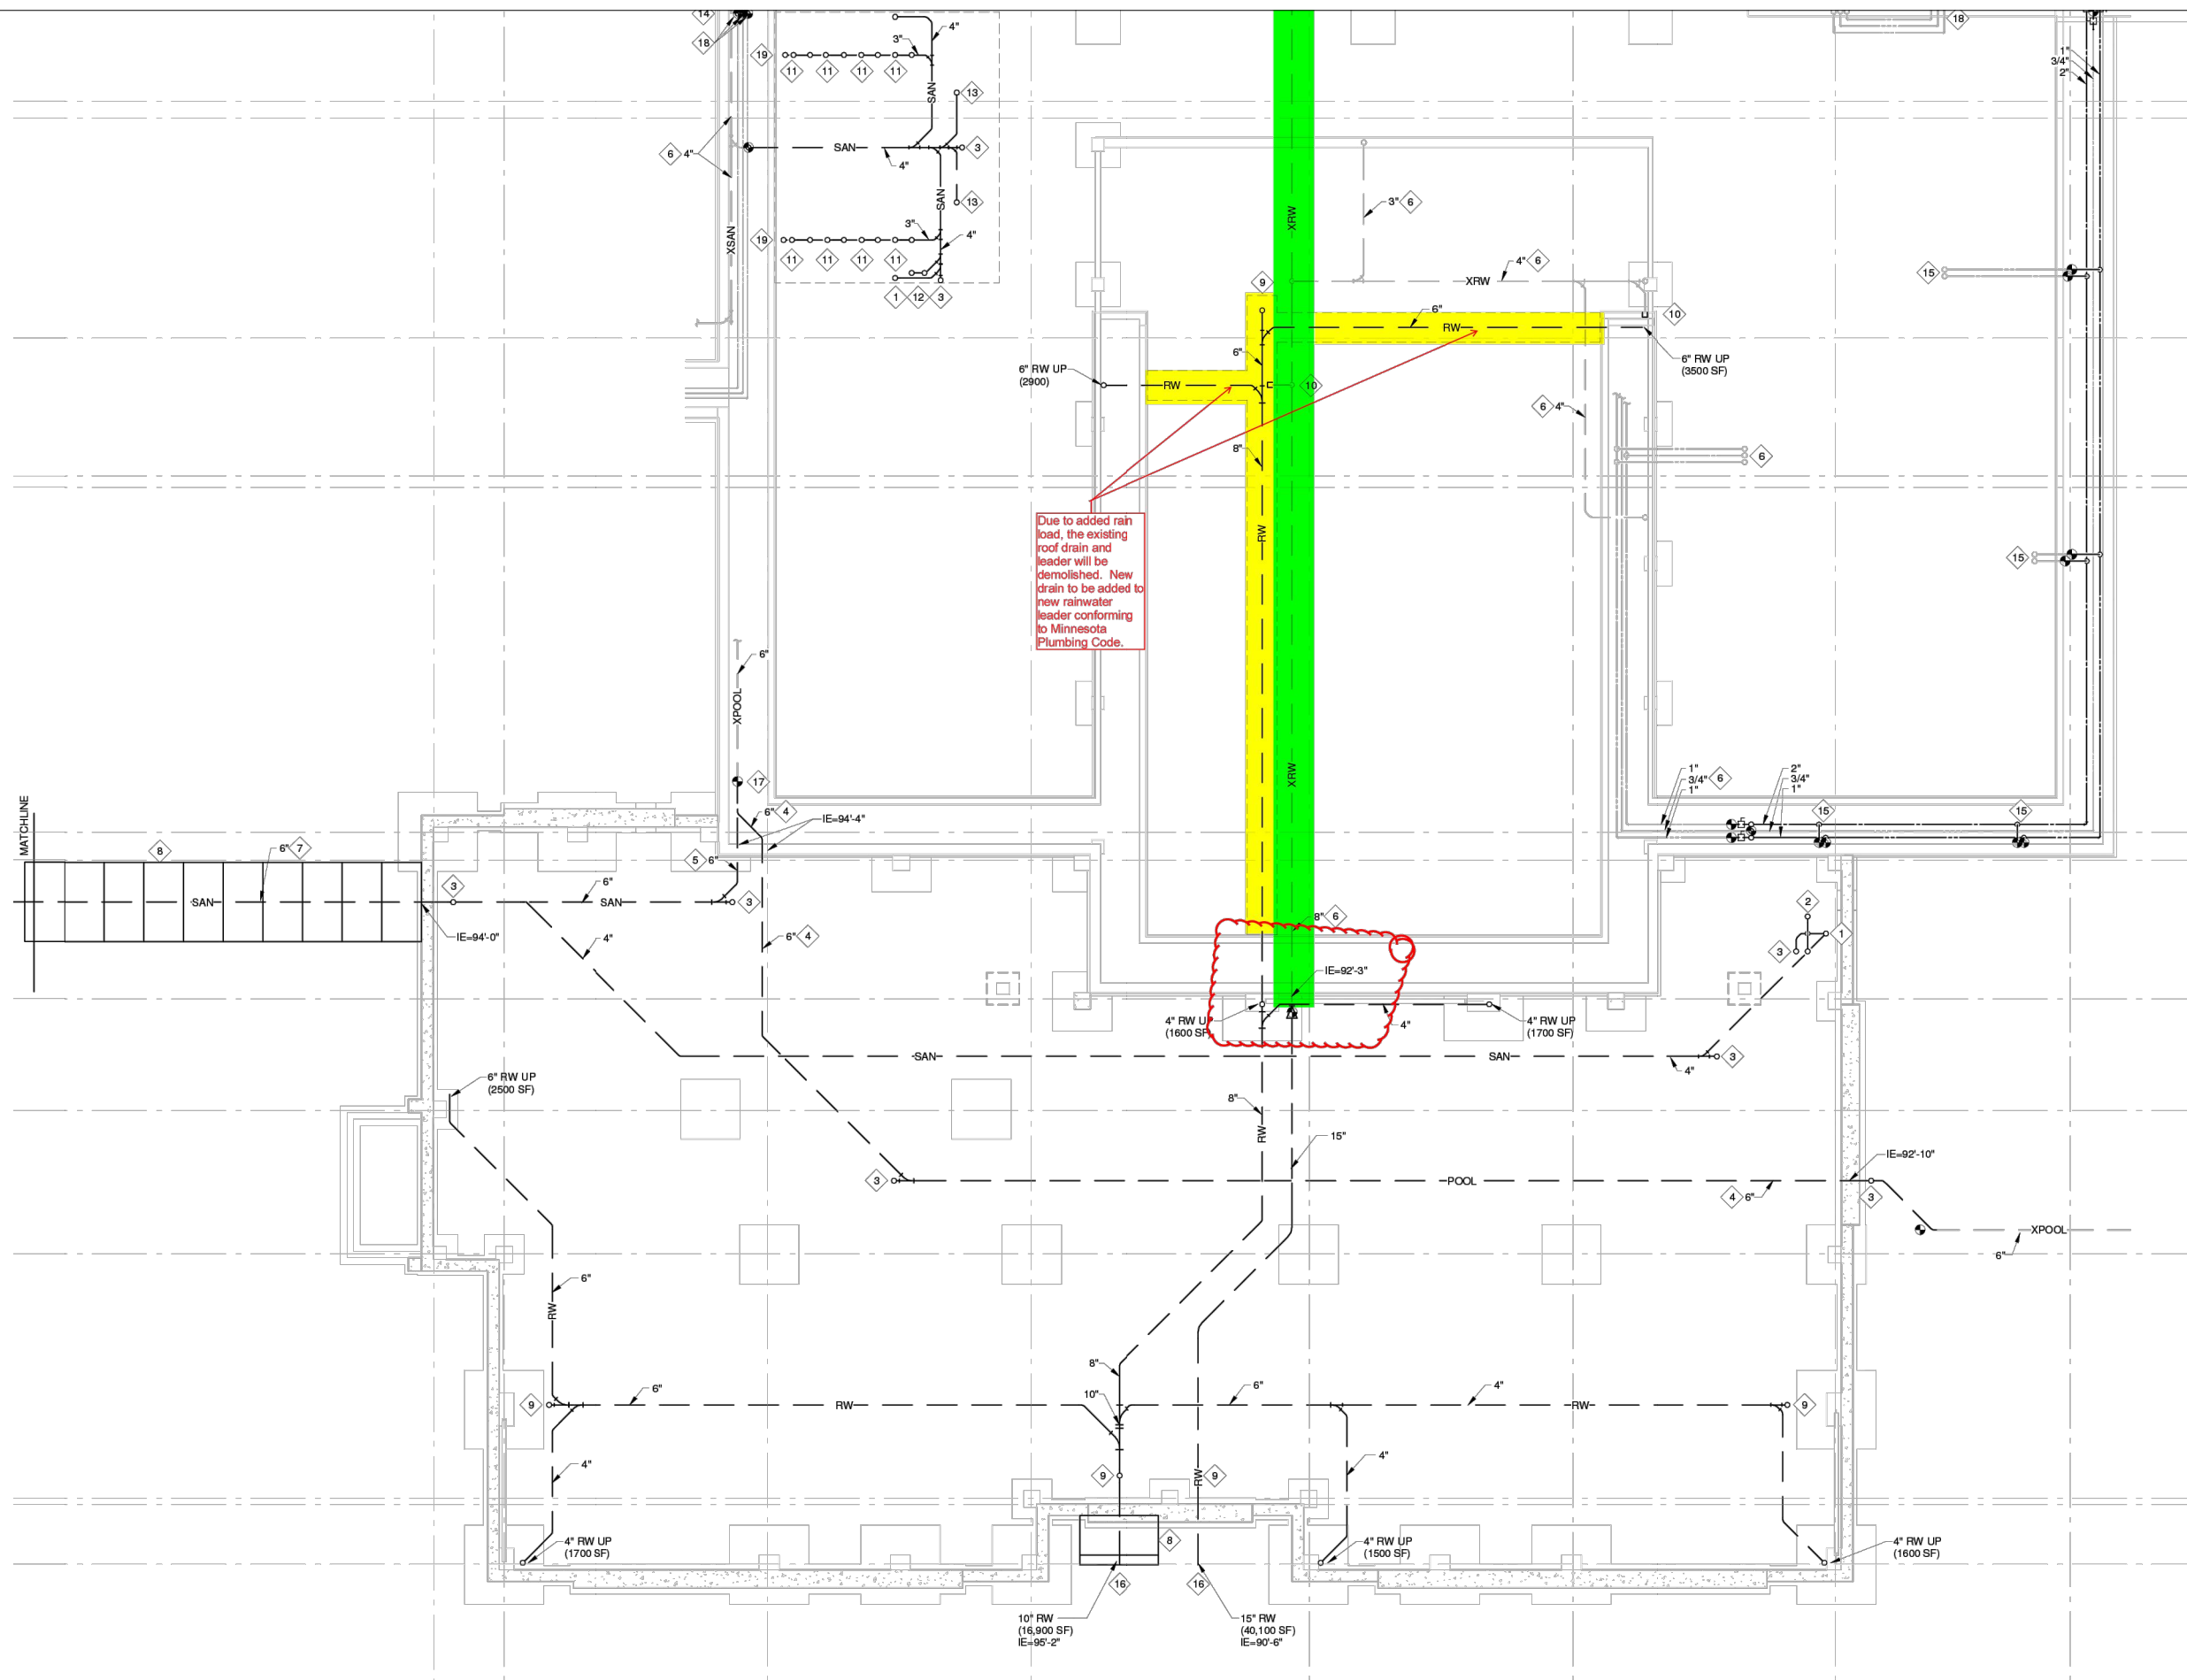 14
18
19
3"
4"
11 11 11 11
SAN
13
6 4"
SAN
4"
3
13
SAN
3"
4"
19
11 11 11 11
1 12 3
XSAN
XRW
3" 6
4" 6
XRW
9
10
6"
RW
6"
6" RW UP
(3500 SF)
6" RW UP
(2900)
RW
10
6 4"
8"
6
RW
18
1"
3/4"
2"
15
15
Due to added rain
load, the existing
roof drain and
leader will be
demolished. New
drain to be added to
new rainwater
leader conforming
to Minnesota
Plumbing Code.
6"
XPOOL
XRW
17
6" 4
IE=94'-4"
1"
3/4" 6
1"
2"
3/4"
1"
15
15
MATCHLINE
8
6" 7
5 6"
3
6"
SAN
SAN
3
IE=94'-0"
4"
6" 4
8" 6
2
1
3
IE=92'-3"
4" RW UP
(1600 SF)
4"
4" RW UP
(1700 SF)
SAN
SAN
3
4"
6" RW UP
(2500 SF)
8"
RW
15"
IE=92'-10"
3
POOL
4 6"
3
XPOOL
6"
6"
RW
8"
10"
6"
4"
6"
9
RW
RW
9
4"
4"
9
RW
9
4" RW UP
(1700 SF)
8
4" RW UP
(1500 SF)
4" RW UP
(1600 SF)
16
16
10" RW
(16,900 SF)
IE=95'-2"
15" RW
(40,100 SF)
IE=90'-6"